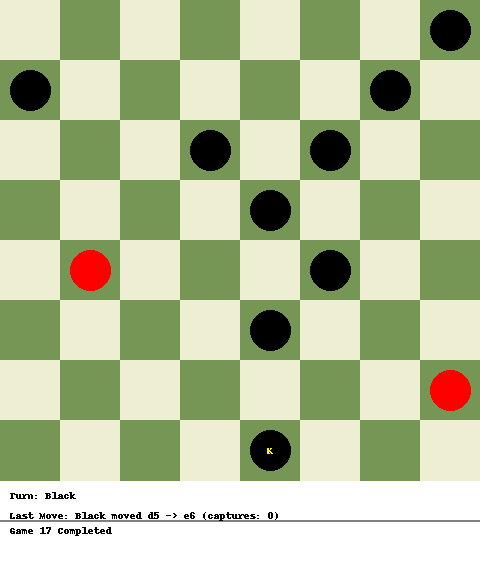 K
Turn: Black
Last Move: Black moved d5 -> e6 (captures: 0)
Game 17 Completed